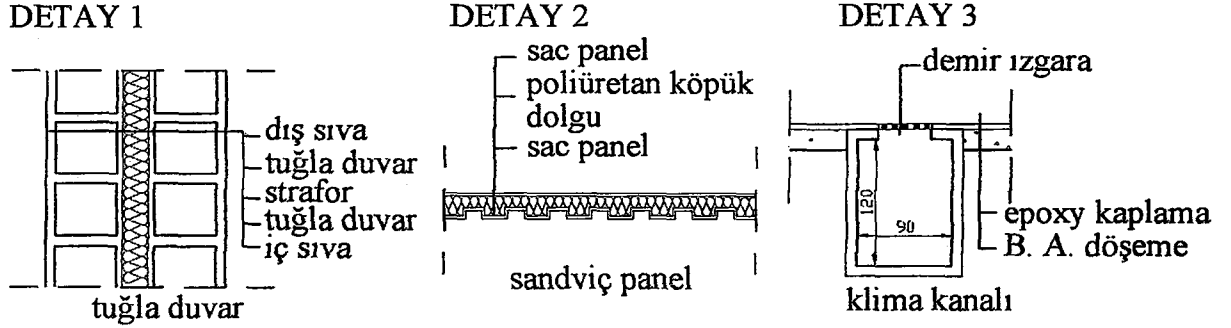 DETAY 1
dış sıva
tuğla duvar
strafor
tuğla duvar
iç sıva
tuğla duvar
DETAY 2
sac panel
poliüretan köpük
dolgu
sac panel
sandviç panel
DETAY 3
demir ızgara
120
90
epoxy kaplama
B. A. döşeme
klima kanalı